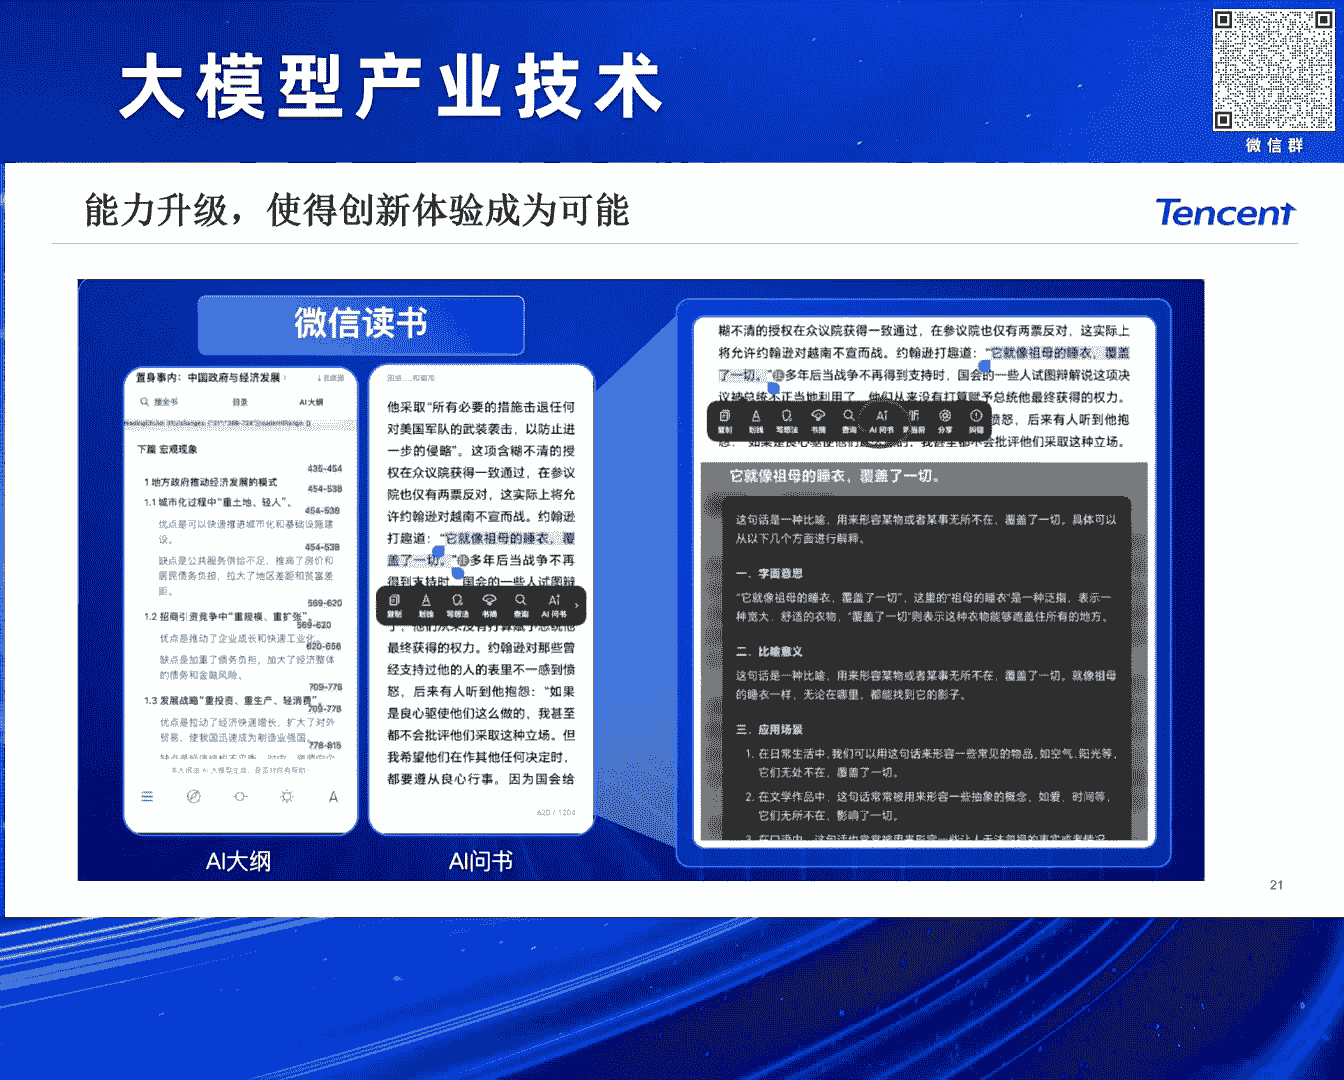 大模型产业技术
微信群
能力升级，使得创新体验成为可能
Tencent
微信读书
置身事内：中国政府与经济发展
搜全书 目录 AI大纲
下篇 宏观现象
435-454
1 地方政府推动经济发展的模式
454-538
1.1 城市化过程中“重土地、轻人”。
454-538
优点是可以快速推进城市化和基础设施建
设。
454-538
缺点是公共服务供给不足，推高了房价和
居民债务负担，拉大了地区差距和贫富差
距。
569-620
1.2 招商引资竞争中“重规模、重扩张”
569-620
优点是推动了企业成长和快速工业化，
620-656
缺点是加重了债务负担，加大了经济整体
的债务和金融风险。
709-776
1.3 发展战略“重投资、重生产、轻消费”
709-778
优点是拉动了经济快速增长，扩大了对外
贸易，使我国迅速成为制造业强国。
778-815
AI大纲
他采取“所有必要的措施击退任何
对美国军队的武装袭击，以防止进
一步的侵略”。这项含糊不清的授
权在众议院获得一致通过，在参议
院也仅有两票反对，这实际上将允
许约翰逊对越南不宣而战。约翰逊
打趣道：“它就像祖母的睡衣，覆
盖了一切。”多年后当战争不再
得到支持时，国会的一些人试图辩
复制 划线 写想法 书摘 查询 AI问书
了，他们从来没有打算赋予总统他
最终获得的权力。约翰逊对那些曾
经支持过他的人的表里不一感到愤
怒，后来有人听到他抱怨：“如果
是良心驱使他们这么做的，我甚至
都不会批评他们采取这种立场。但
我希望他们在作其他任何决定时，
都要遵从良心行事。因为国会给
620 / 1204
AI问书
糊不清的授权在众议院获得一致通过，在参议院也仅有两票反对，这实际上
将允许约翰逊对越南不宣而战。约翰逊打趣道：“它就像祖母的睡衣，覆盖
了一切。”多年后当战争不再得到支持时，国会的一些人试图辩解说这项决
议被总统不正当地利用了，他们从来没有打算赋予总统他最终获得的权力。
复制 划线 写想法 书摘 查询 AI问书 听当前 分享 纠错
愤怒，后来有人听到他抱
怨：“如果是良心驱使他们这么做的，我甚至都不会批评他们采取这种立场。
它就像祖母的睡衣，覆盖了一切。
这句话是一种比喻，用来形容某物或者某事无所不在，覆盖了一切。具体可以
从以下几个方面进行解释。
一、字面意思
“它就像祖母的睡衣，覆盖了一切”，这里的“祖母的睡衣”是一种泛指，表示一
种宽大、舒适的衣物，“覆盖了一切”则表示这种衣物能够遮盖住所有的地方。
二、比喻意义
这句话是一种比喻，用来形容某物或者某事无所不在，覆盖了一切。就像祖母
的睡衣一样，无论在哪里，都能找到它的影子。
三、应用场景
1. 在日常生活中，我们可以用这句话来形容一些常见的物品，如空气、阳光等，
它们无处不在，覆盖了一切。
2. 在文学作品中，这句话常常被用来形容一些抽象的概念，如爱、时间等，
它们无所不在，影响了一切。
21